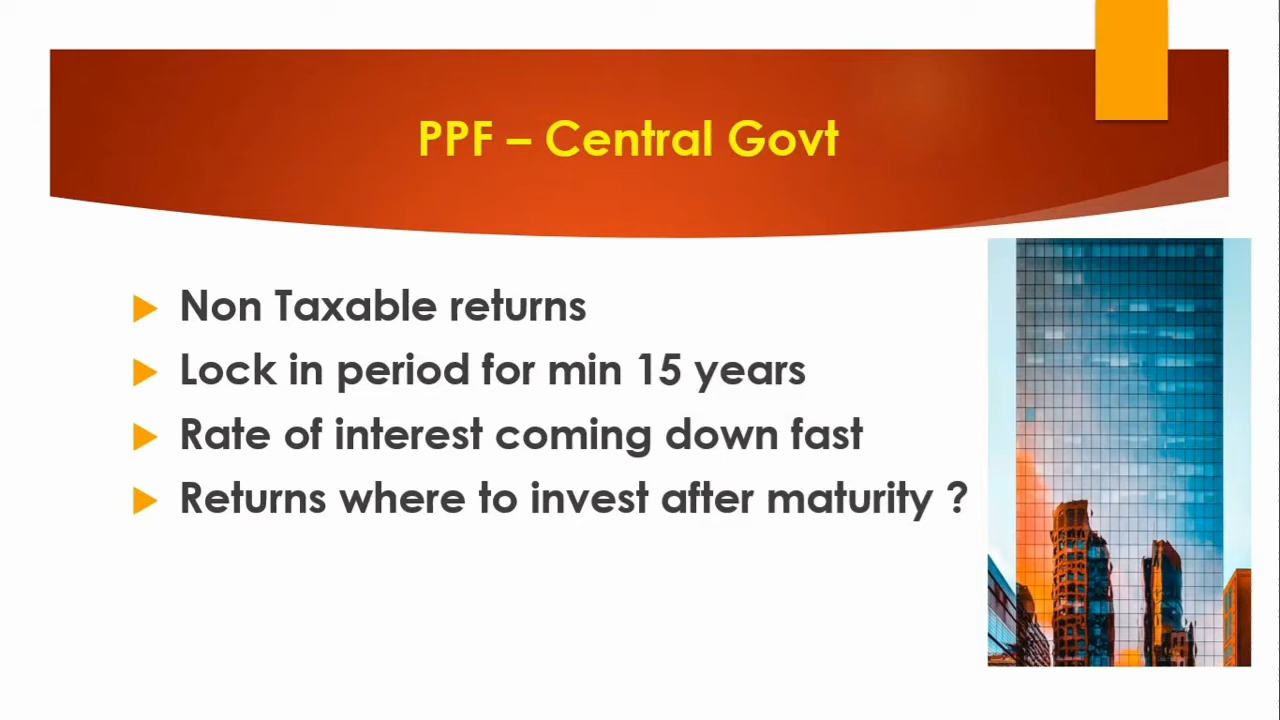 PPF – Central Govt
Non Taxable returns
Lock in period for min 15 years
Rate of interest coming down fast
Returns where to invest after maturity ?